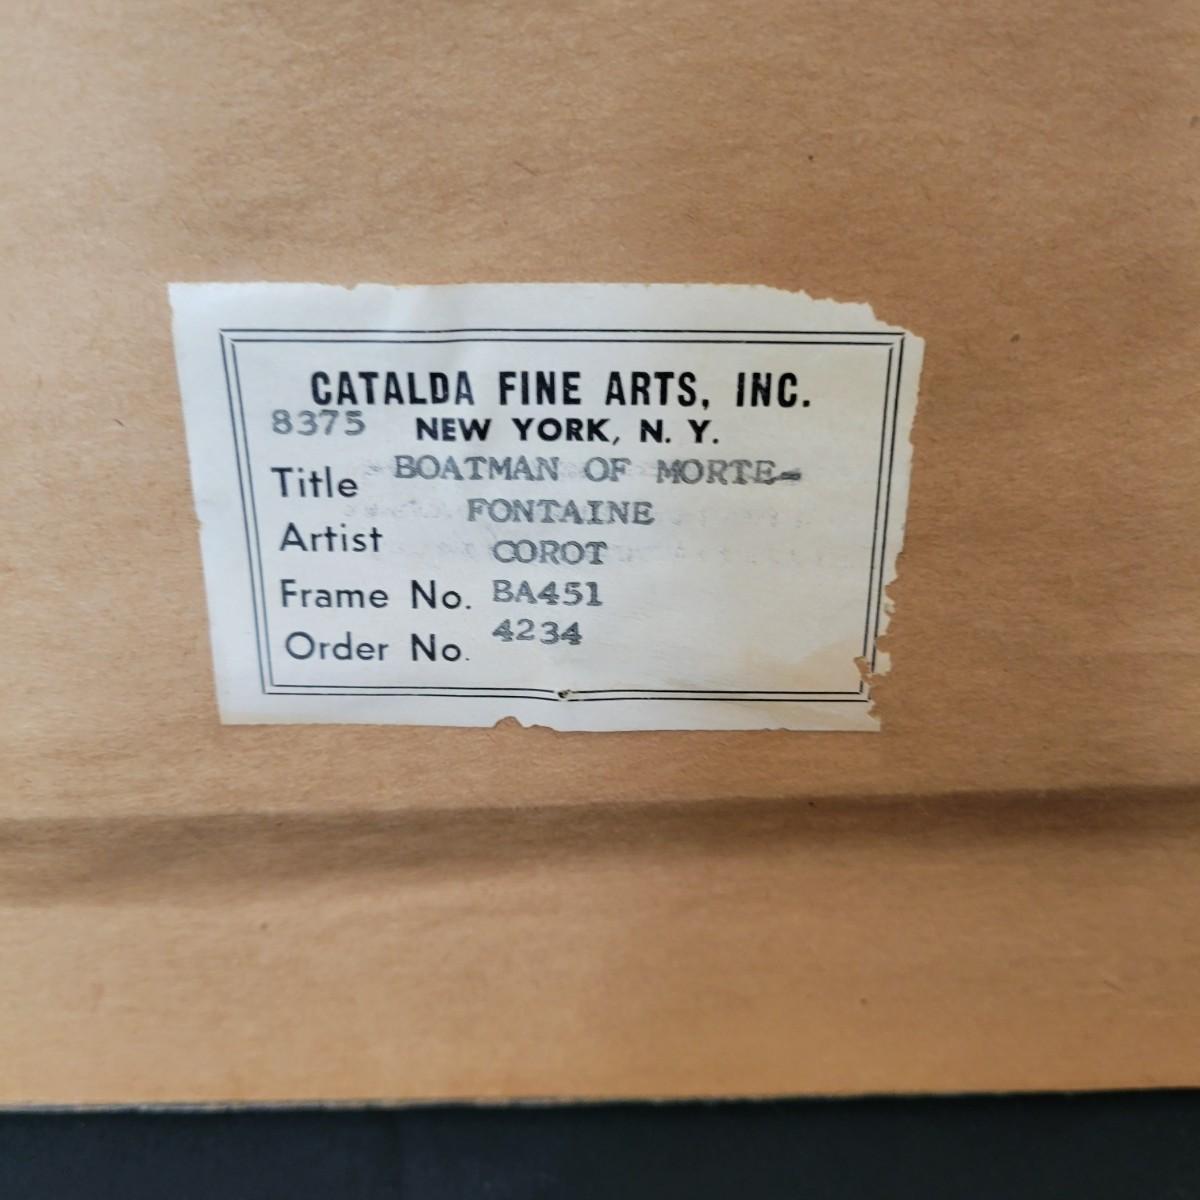 CATALDA FINE ARTS, INC.
8375 NEW YORK, N. Y.
Title BOATMAN OF MORTE-
FONTAINE
Artist COROT
Frame No. BA451
Order No. 4234